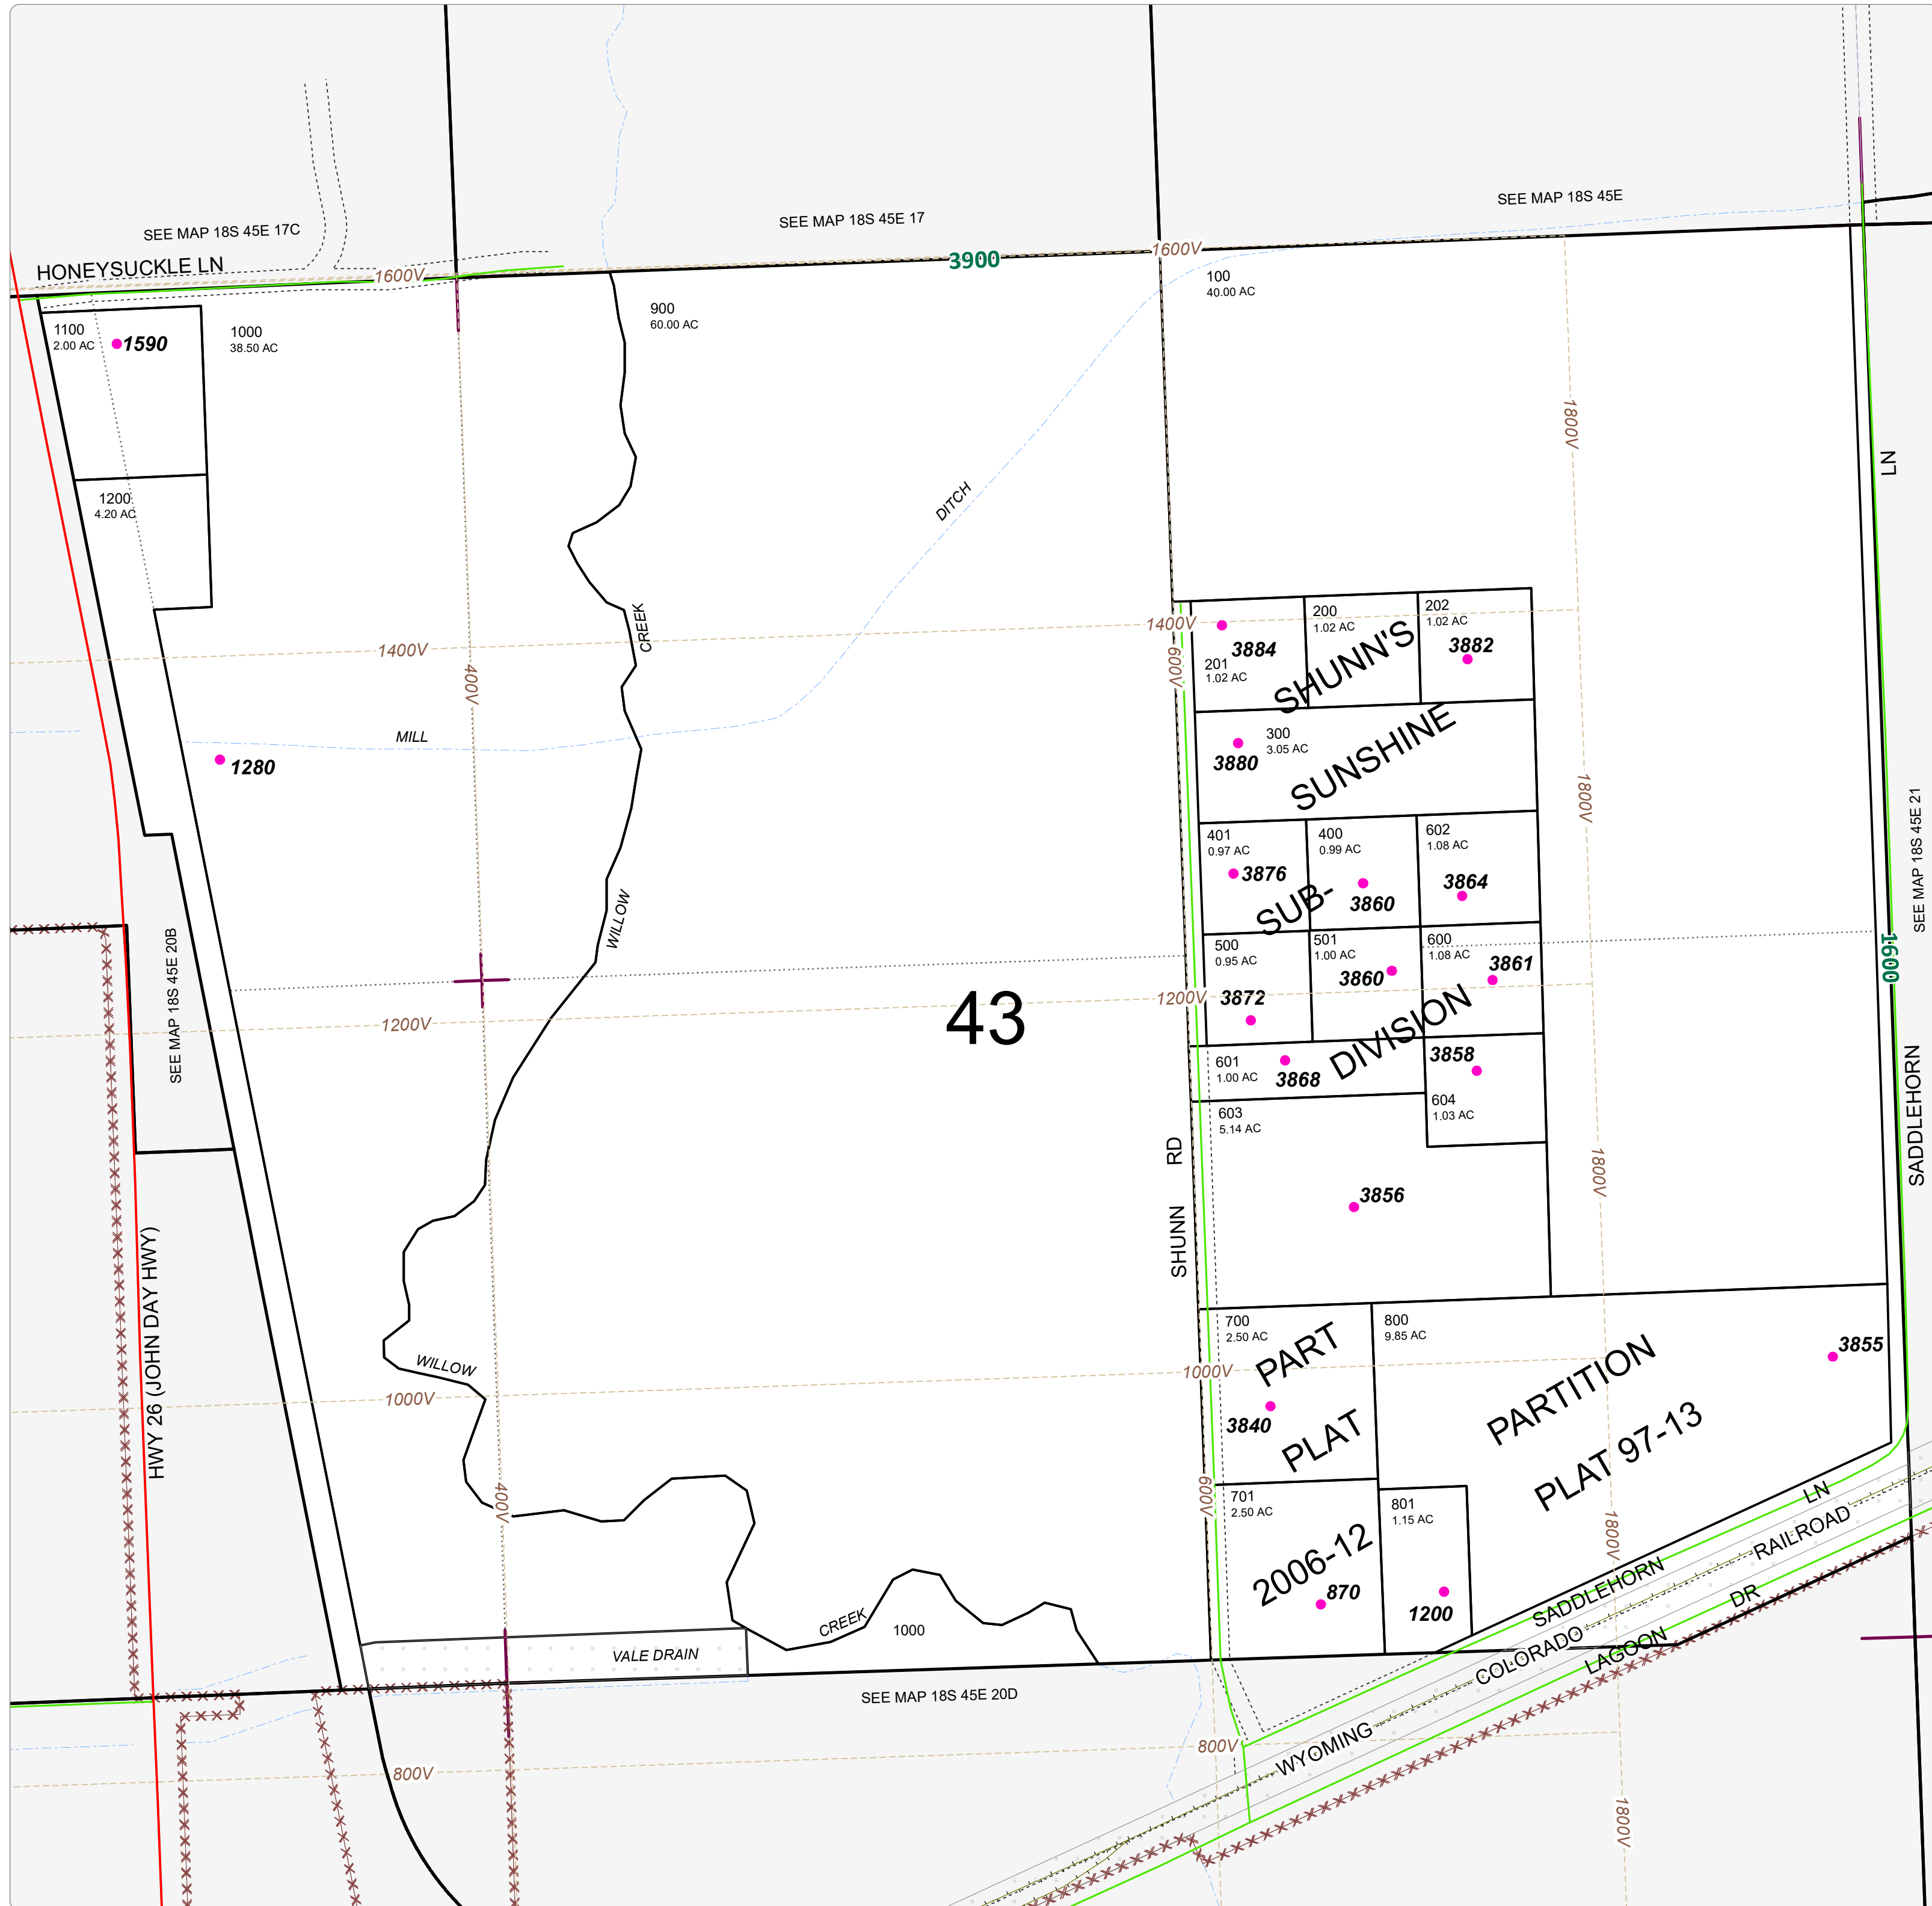 SEE MAP 18S 45E 17C
SEE MAP 18S 45E 17
SEE MAP 18S 45E
HONEYSUCKLE LN
1600V
3900
1600V
100
40.00 AC
900
60.00 AC
1100
2.00 AC
1590
1000
38.50 AC
1200
4.20 AC
1800V
LN
DITCH
CREEK
1400V
400V
MILL
1280
1400V
600V
3884
201
1.02 AC
200
1.02 AC
202
1.02 AC
3882
SHUNN'S
300
3.05 AC
3880
SUNSHINE
1800V
401
0.97 AC
3876
400
0.99 AC
3860
602
1.08 AC
3864
SUB-
SEE MAP 18S 45E 21
1600
WILLOW
SEE MAP 18S 45E 20B
43
1200V
1200V
500
0.95 AC
3872
501
1.00 AC
3860
600
1.08 AC
3861
DIVISION
601
1.00 AC
3868
3858
604
1.03 AC
603
5.14 AC
3856
SHUNN RD
1800V
SADDLEHORN
HWY 26 (JOHN DAY HWY)
WILLOW
1000V
1000V
700
2.50 AC
PART
3840
PLAT
800
9.85 AC
PARTITION
PLAT 97-13
3855
400V
600V
701
2.50 AC
2006-12
870
801
1.15 AC
1200
1800V
SADDLEHORN LN
COLORADO RAILROAD
LAGOON DR
WYOMING
CREEK
1000
VALE DRAIN
SEE MAP 18S 45E 20D
800V
800V
1800V